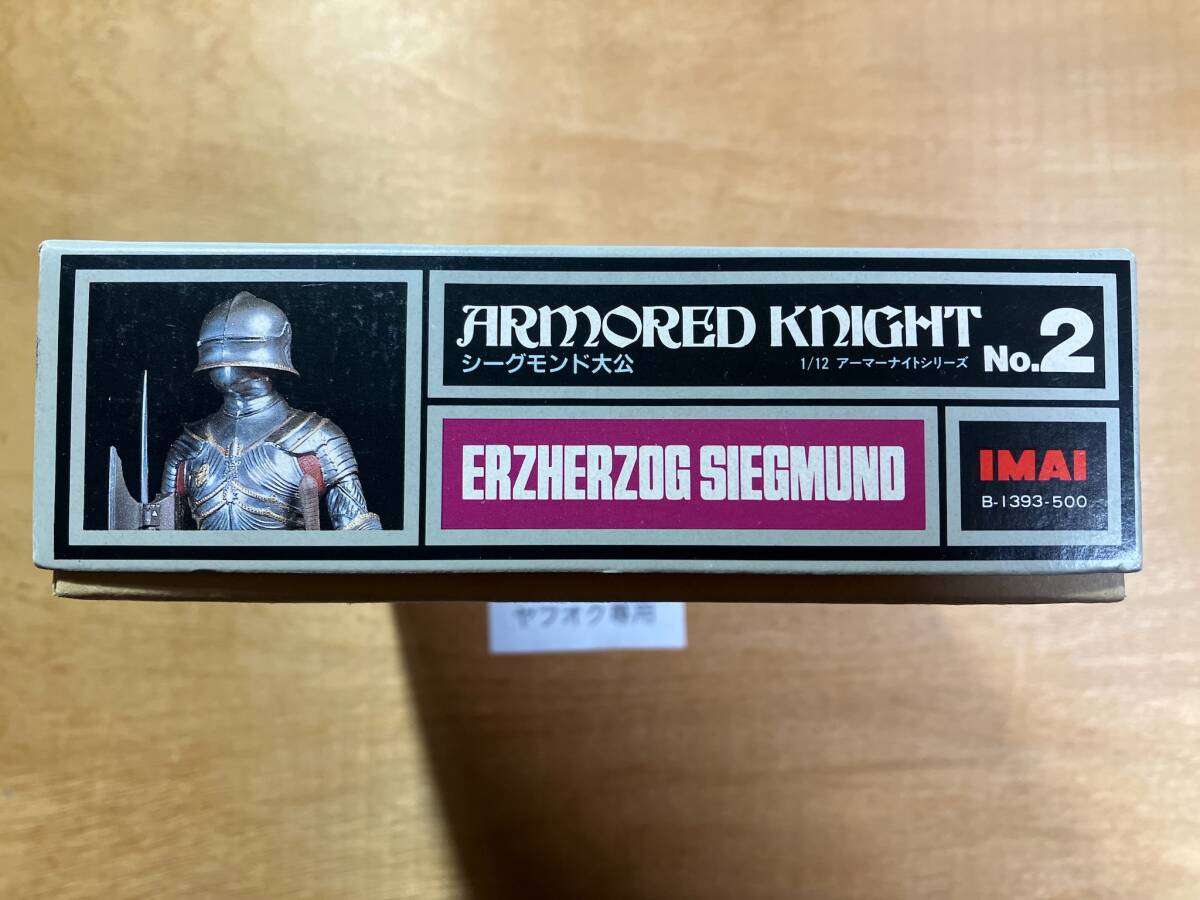 ARMORED KNIGHT
シーグモンド大公
1/12 アーマーナイトシリーズ No.2
ERZHERZOG SIEGMUND
IMAI
B-1393-500
ヤフオク専用